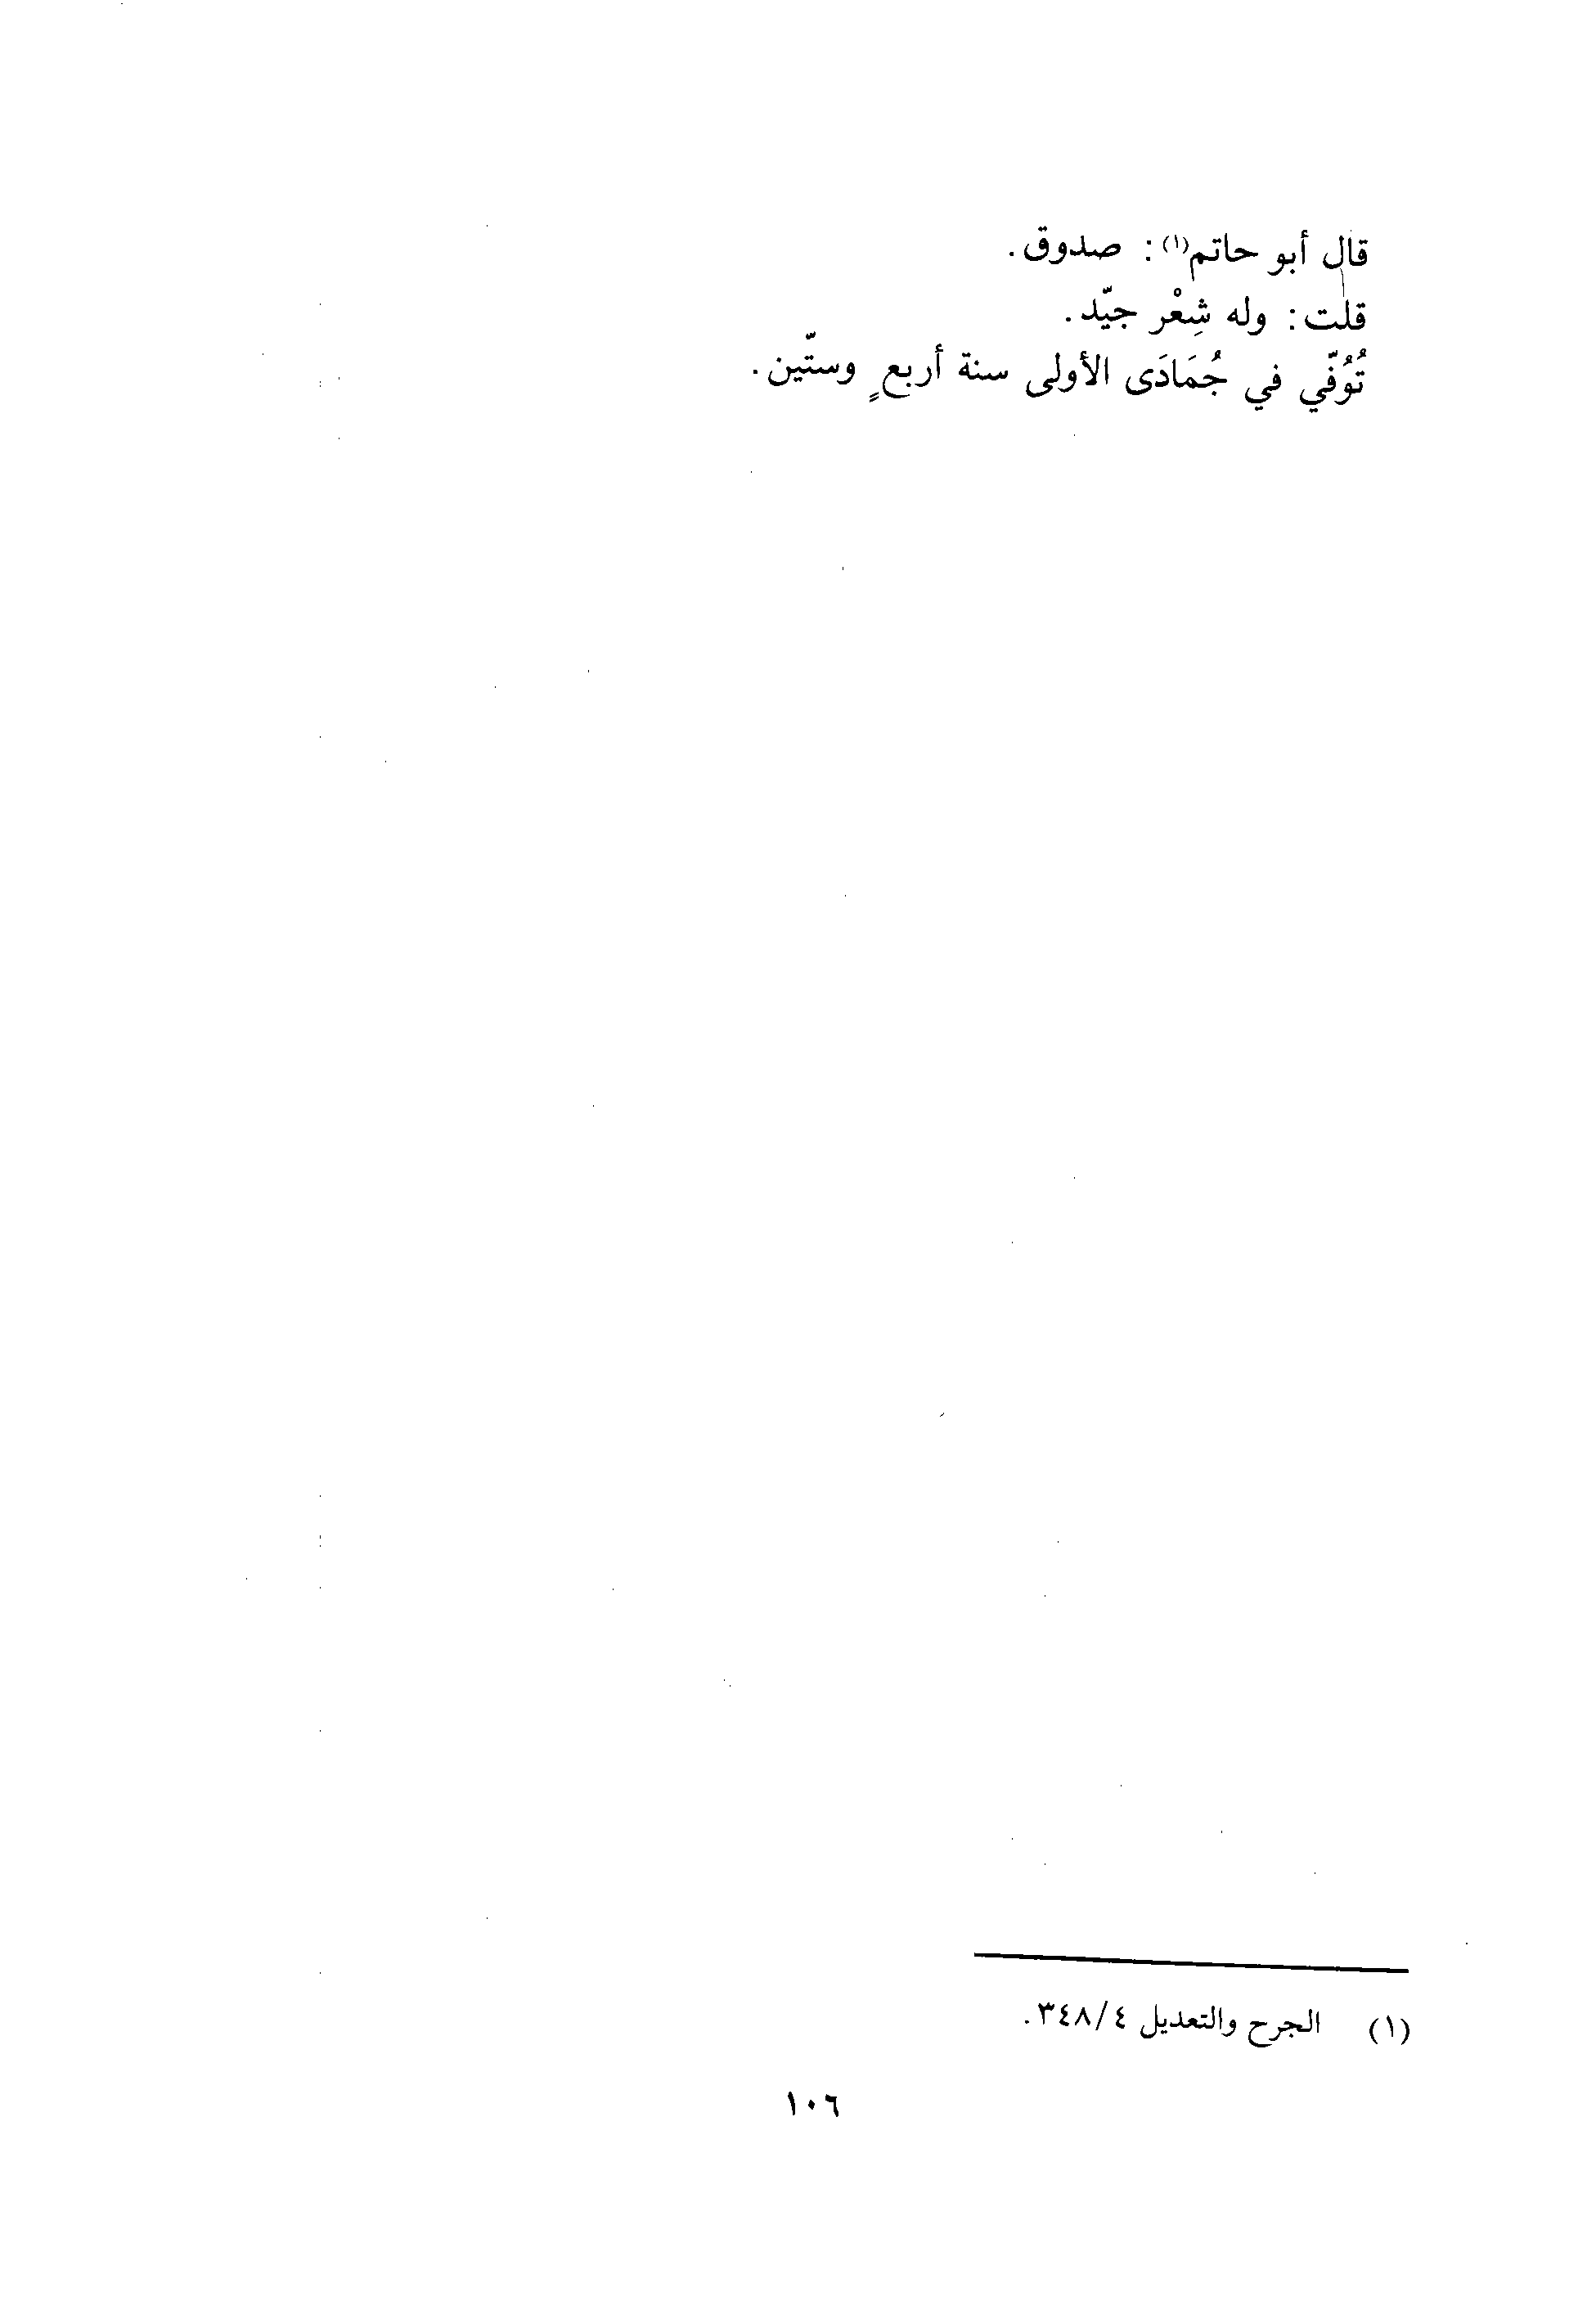 قال أبو حاتم(١): صدوق.
قلت: وله شِعْر جيّد.
تُوُفّي في جُمَادَى الأولى سنة أربعٍ وستّين.
(١) الجرح والتعديل ٣٤٨/٤.
١٠٦